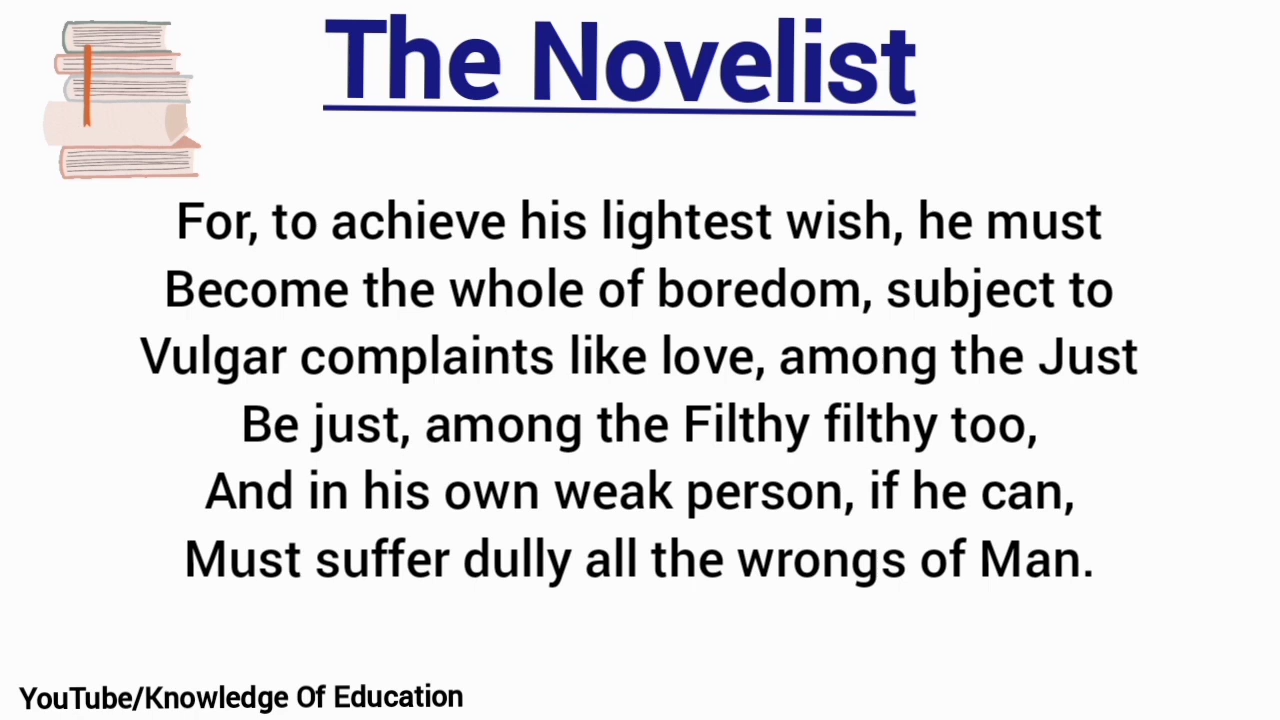 The Novelist
For, to achieve his lightest wish, he must
Become the whole of boredom, subject to
Vulgar complaints like love, among the Just
Be just, among the Filthy filthy too,
And in his own weak person, if he can,
Must suffer dully all the wrongs of Man.
YouTube/Knowledge Of Education